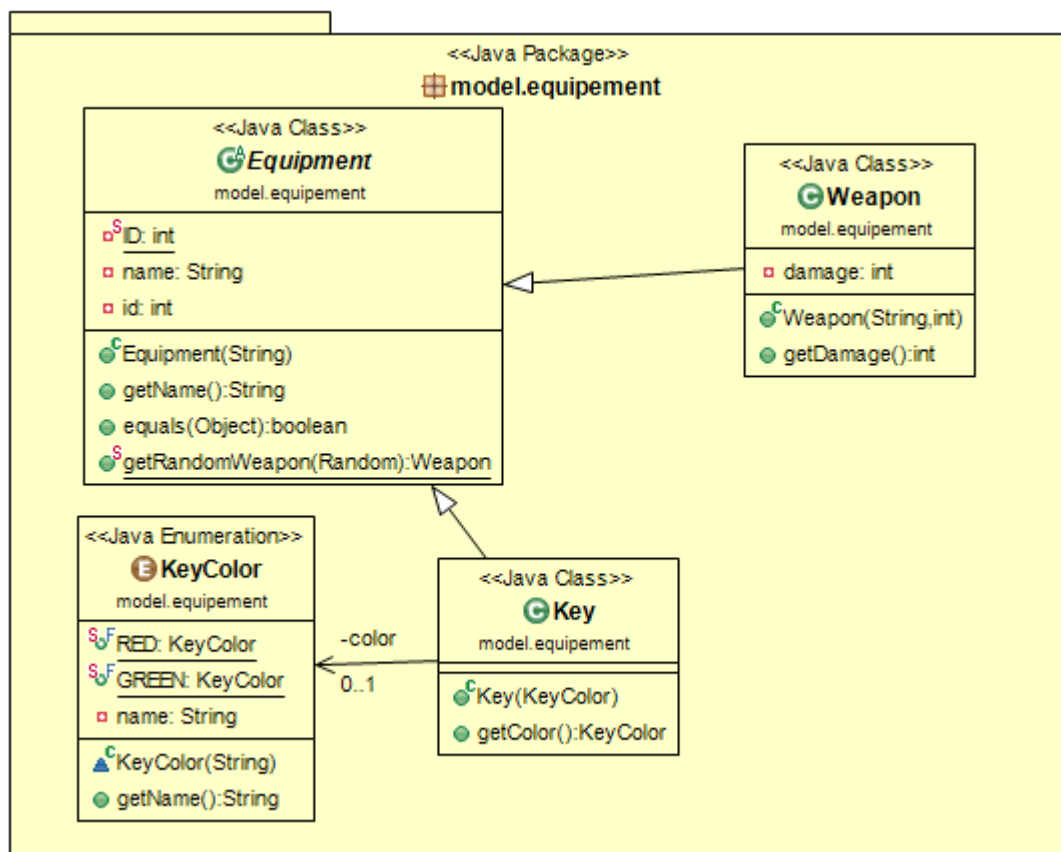 <<Java Package>>
model.equipement
<<Java Class>>
Equipment
model.equipement
ID: int
name: String
id: int
Equipment(String)
getName():String
equals(Object):boolean
getRandomWeapon(Random):Weapon
<<Java Class>>
Weapon
model.equipement
damage: int
Weapon(String,int)
getDamage():int
<<Java Enumeration>>
KeyColor
model.equipement
RED: KeyColor
GREEN: KeyColor
name: String
KeyColor(String)
getName():String
-color
0..1
<<Java Class>>
Key
model.equipement
Key(KeyColor)
getColor():KeyColor